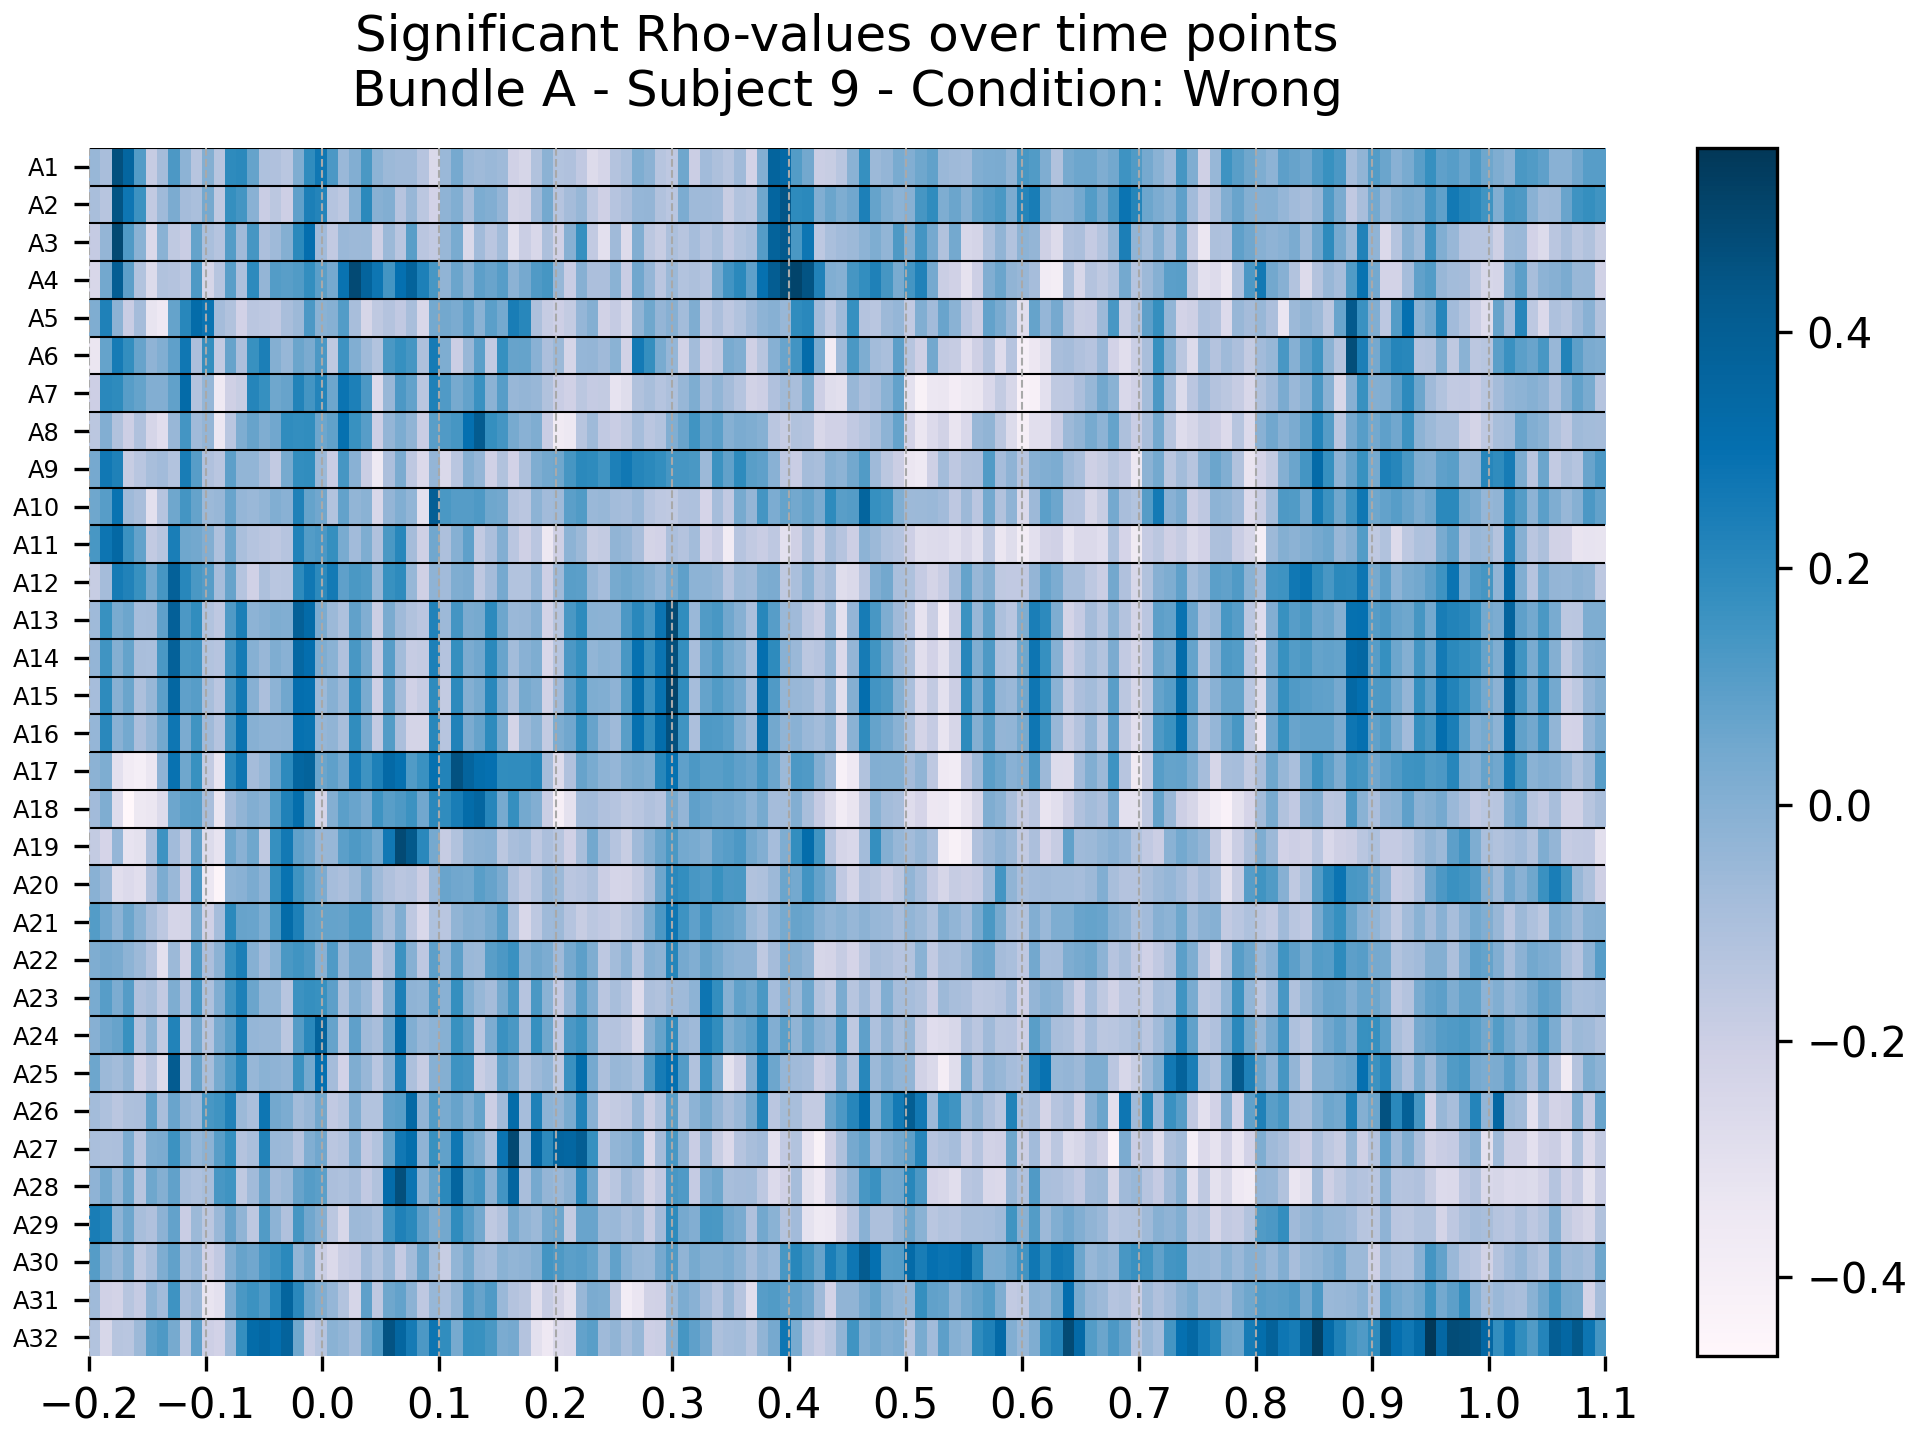 Significant Rho-values over time points
Bundle A - Subject 9 - Condition: Wrong
A1
A2
A3
A4
A5
A6
A7
A8
A9
A10
A11
A12
A13
A14
A15
A16
A17
A18
A19
A20
A21
A22
A23
A24
A25
A26
A27
A28
A29
A30
A31
A32
−0.2 −0.1 0.0 0.1 0.2 0.3 0.4 0.5 0.6 0.7 0.8 0.9 1.0 1.1
0.4
0.2
0.0
−0.2
−0.4